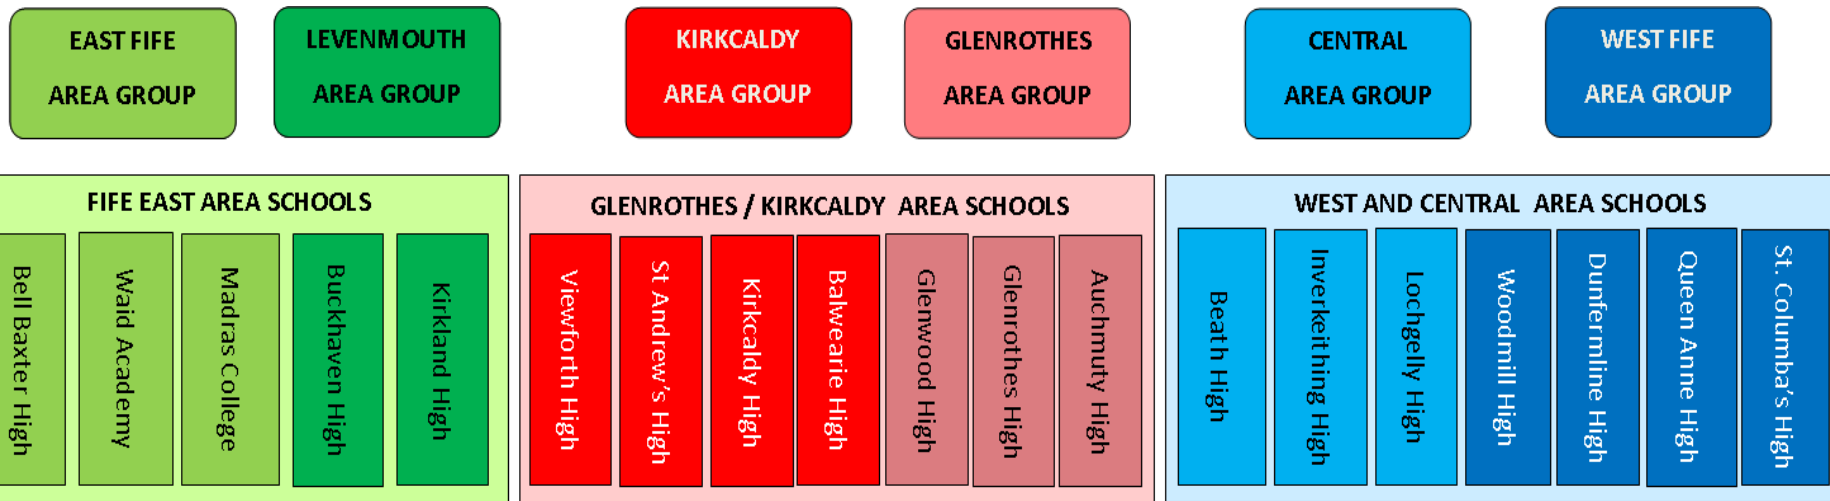 EAST FIFE
AREA GROUP
LEVENMOUTH
AREA GROUP
KIRKCALDY
AREA GROUP
GLENROTHES
AREA GROUP
CENTRAL
AREA GROUP
WEST FIFE
AREA GROUP
FIFE EAST AREA SCHOOLS
Bell Baxter High
Waid Academy
Madras College
Buckhaven High
Kirkland High
GLENROTHES / KIRKCALDY AREA SCHOOLS
Viewforth High
St Andrew's High
Kirkcaldy High
Balwearie High
Glenwood High
Glenrothes High
Auchmuty High
WEST AND CENTRAL AREA SCHOOLS
Beath High
Inverkeithing High
Lochgelly High
Woodmill High
Dunfermline High
Queen Anne High
St. Columba's High